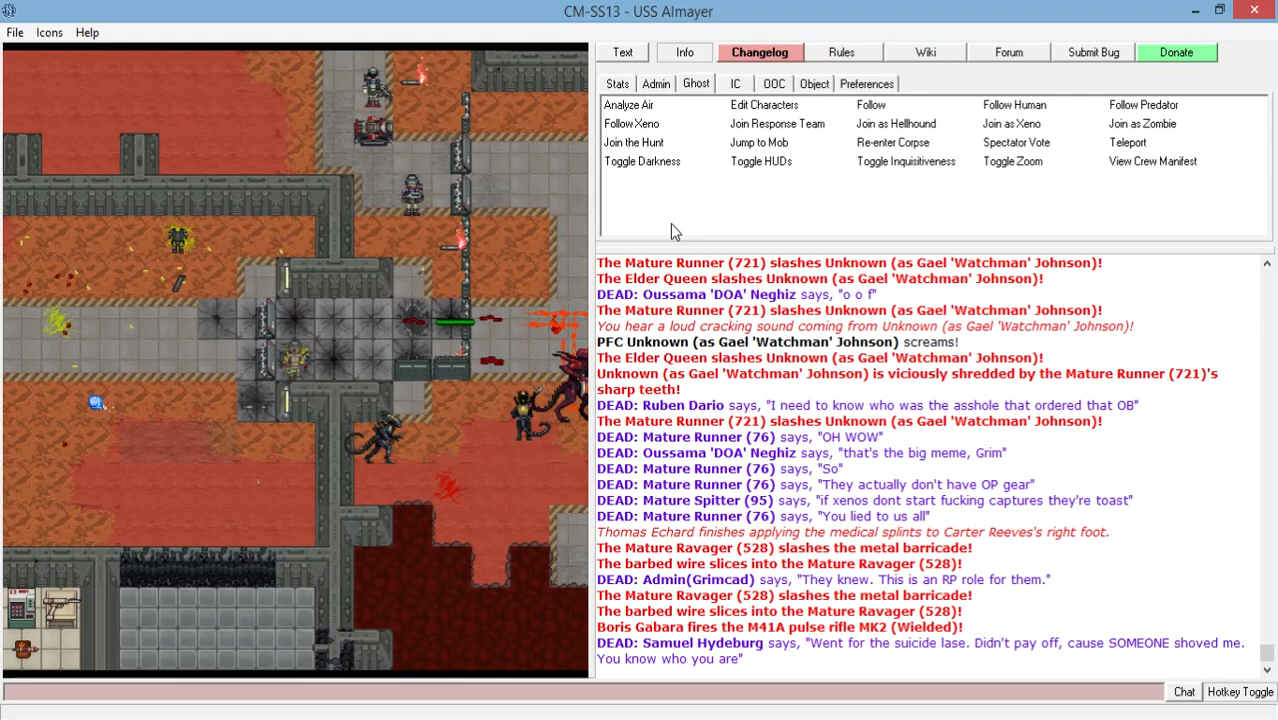 CM-SS13 - USS Almayer
File Icons Help
Text Info Changelog Rules Wiki Forum Submit Bug Donate
Stats Admin Ghost IC OOC Object Preferences
Analyze Air Edit Characters Follow Follow Human Follow Predator
Follow Xeno Join Response Team Join as Hellhound Join as Xeno Join as Zombie
Join the Hunt Jump to Mob Re-enter Corpse Spectator Vote Teleport
Toggle Darkness Toggle HUDs Toggle Inquisitiveness Toggle Zoom View Crew Manifest
The Mature Runner (721) slashes Unknown (as Gael 'Watchman' Johnson)!
The Elder Queen slashes Unknown (as Gael 'Watchman' Johnson)!
DEAD: Oussama 'DOA' Neghiz says, "o o f"
The Mature Runner (721) slashes Unknown (as Gael 'Watchman' Johnson)!
You hear a loud cracking sound coming from Unknown (as Gael 'Watchman' Johnson)!
PFC Unknown (as Gael 'Watchman' Johnson) screams!
The Elder Queen slashes Unknown (as Gael 'Watchman' Johnson)!
Unknown (as Gael 'Watchman' Johnson) is viciously shredded by the Mature Runner (721)'s
sharp teeth!
DEAD: Ruben Dario says, "I need to know who was the asshole that ordered that OB"
The Mature Runner (721) slashes Unknown (as Gael 'Watchman' Johnson)!
DEAD: Mature Runner (76) says, "OH WOW"
DEAD: Oussama 'DOA' Neghiz says, "that's the big meme, Grim"
DEAD: Mature Runner (76) says, "So"
DEAD: Mature Runner (76) says, "They actually don't have OP gear"
DEAD: Mature Spitter (95) says, "if xenos dont start fucking captures they're toast"
DEAD: Mature Runner (76) says, "You lied to us all"
Thomas Echard finishes applying the medical splints to Carter Reeves's right foot.
The Mature Ravager (528) slashes the metal barricade!
The barbed wire slices into the Mature Ravager (528)!
DEAD: Admin(Grimcad) says, "They knew. This is an RP role for them."
The Mature Ravager (528) slashes the metal barricade!
The barbed wire slices into the Mature Ravager (528)!
Boris Gabara fires the M41A pulse rifle MK2 (Wielded)!
DEAD: Samuel Hydeburg says, "Went for the suicide lase. Didn't pay off, cause SOMEONE shoved me.
You know who you are"
Chat Hotkey Toggle